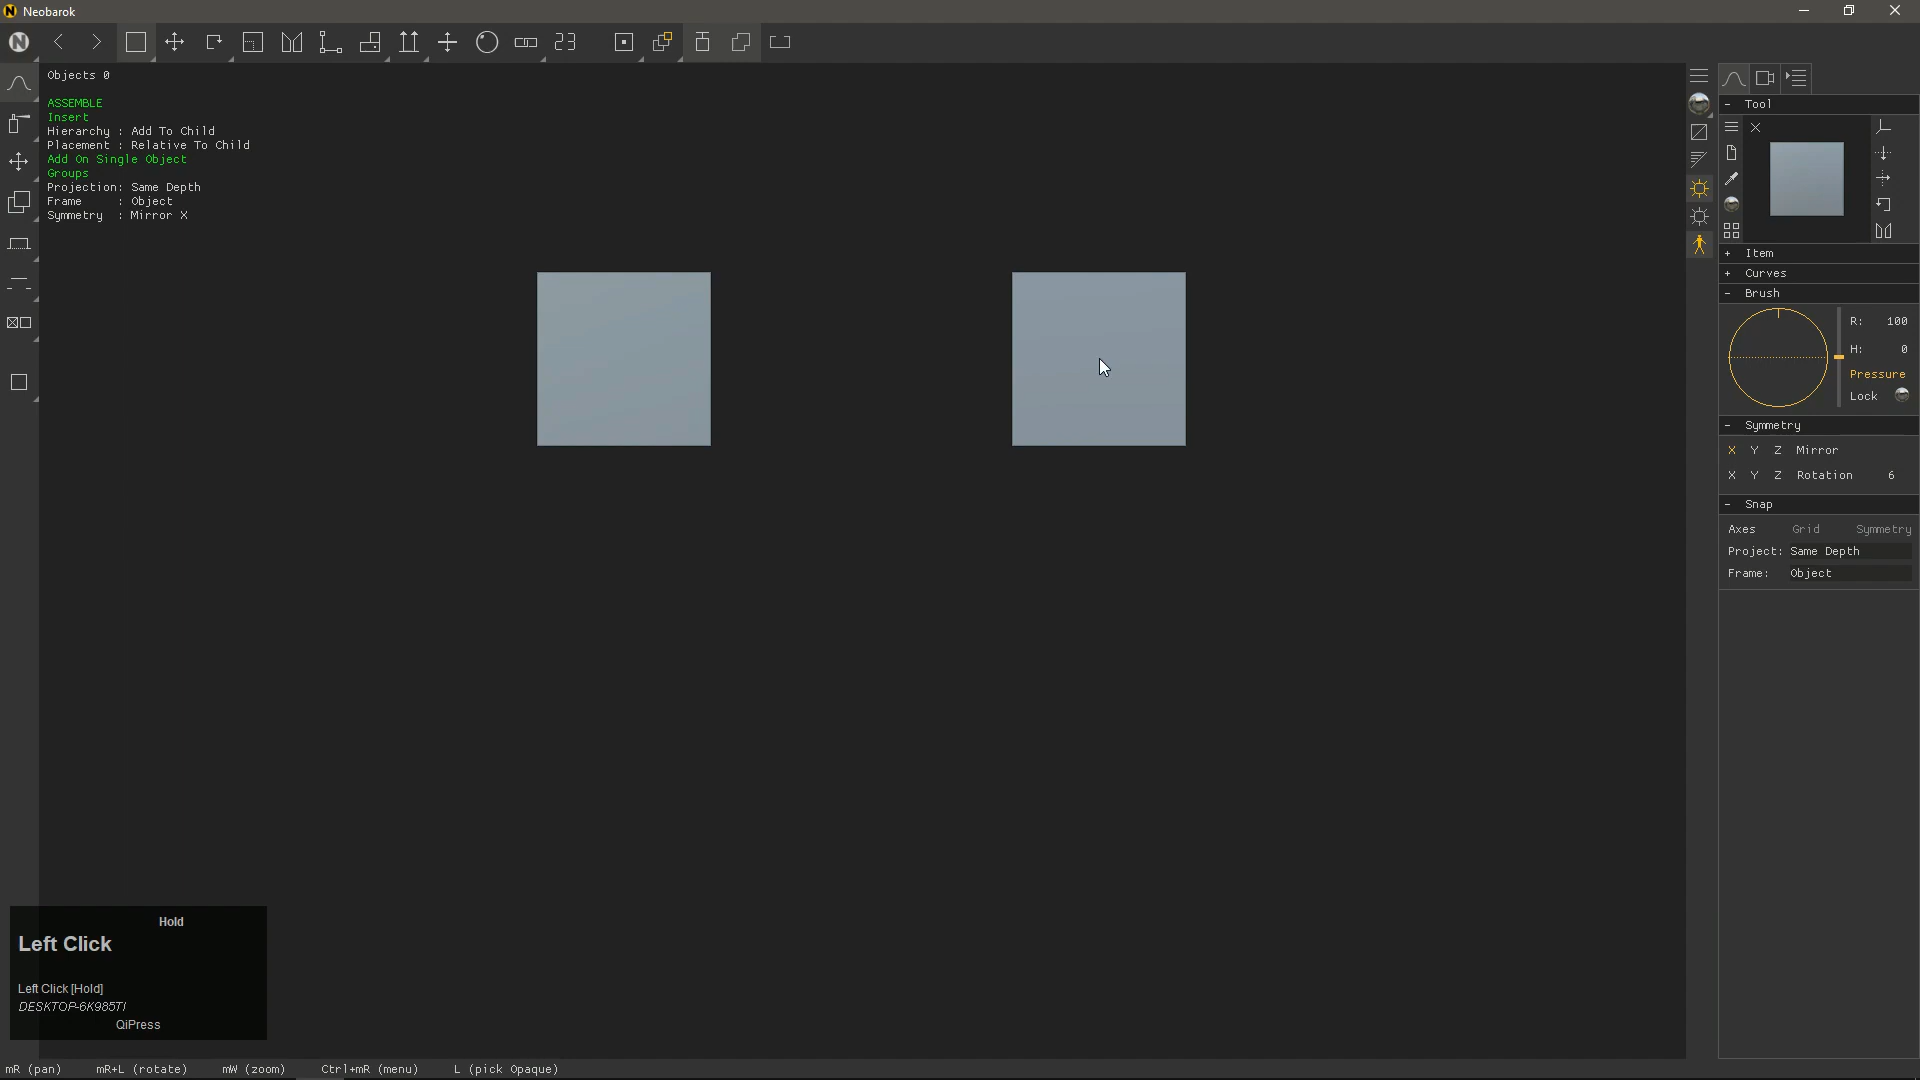 Neobarok
Objects 0
ASSEMBLE
Insert
Hierarchy : Add To Child
Placement : Relative To Child
Add On Single Object
Groups
Projection: Same Depth
Frame : Object
Symmetry : Mirror X
Hold
Left Click
Left Click [Hold]
DESKTOP-6K985TI
QiPress
mR (pan) mR+L (rotate) mW (zoom) Ctrl+mR (menu) L (pick Opaque)
- Tool
+ Item
+ Curves
- Brush
R: 100
H: 0
Pressure
Lock
- Symmetry
X Y Z Mirror
X Y Z Rotation 6
- Snap
Axes Grid Symmetry
Project: Same Depth
Frame: Object